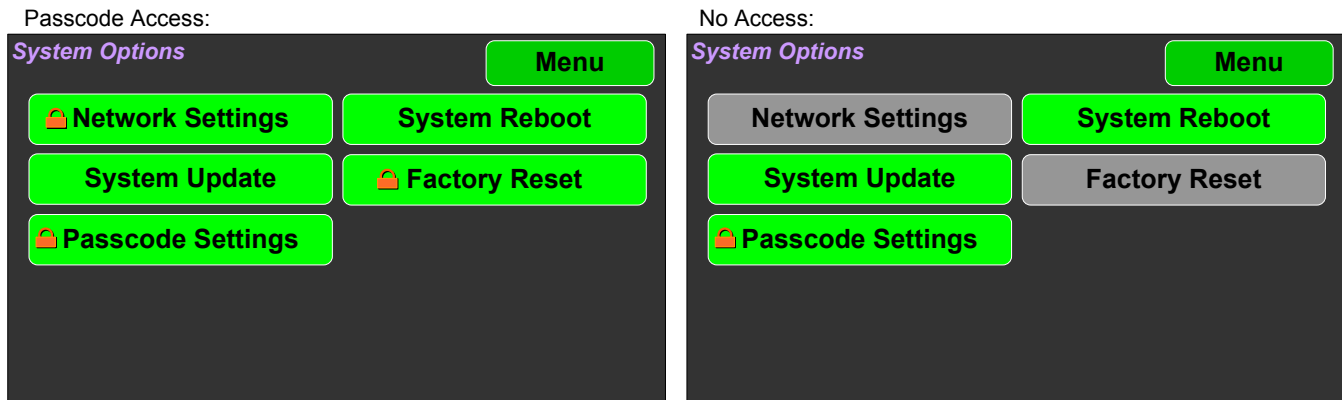 Passcode Access:
System Options
Menu
Network Settings
System Reboot
System Update
Factory Reset
Passcode Settings
No Access:
System Options
Menu
Network Settings
System Reboot
System Update
Factory Reset
Passcode Settings